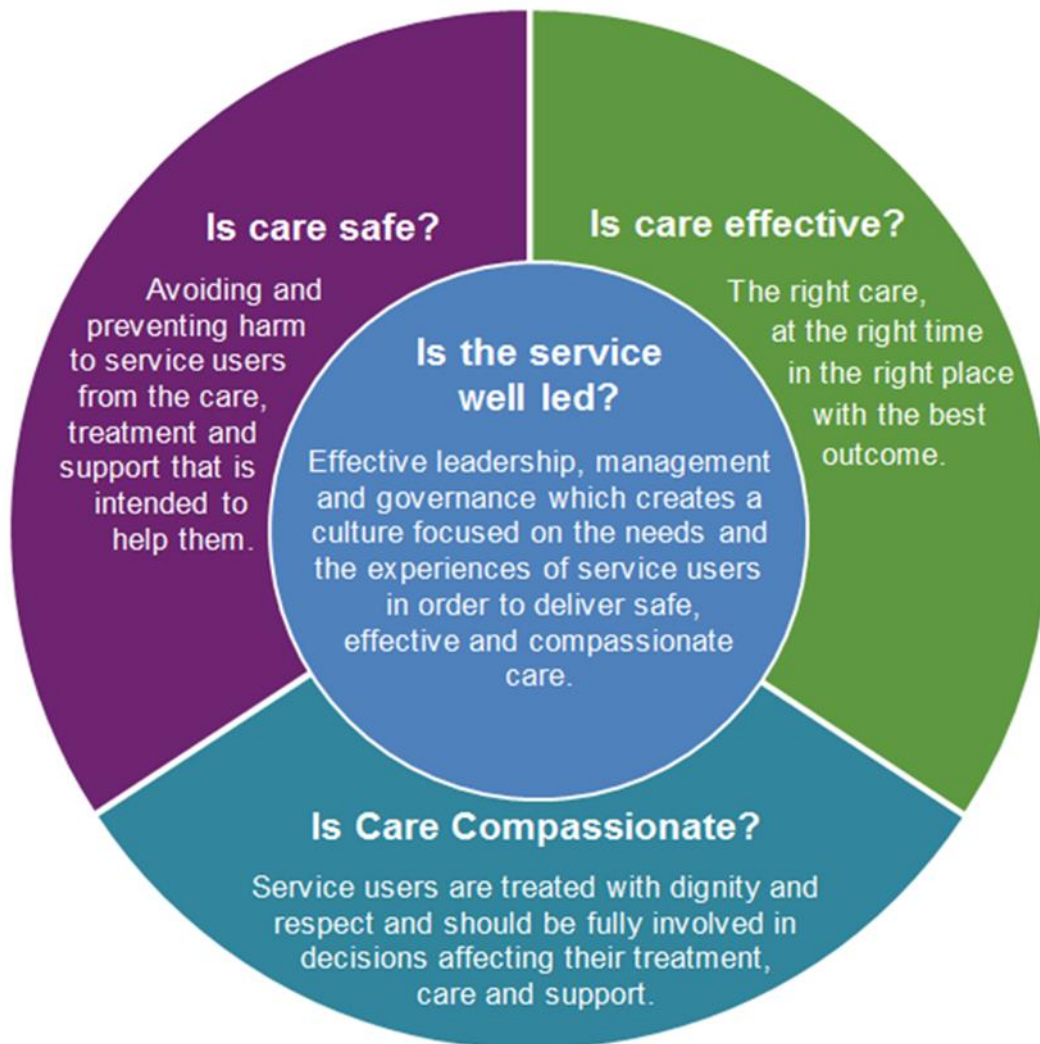 Is care safe?
Avoiding and
preventing harm
to service users
from the care,
treatment and
support that is
intended to
help them.
Is care effective?
The right care,
at the right time
in the right place
with the best
outcome.
Is the service
well led?
Effective leadership, management
and governance which creates a
culture focused on the needs and
the experiences of service users
in order to deliver safe,
effective and compassionate
care.
Is Care Compassionate?
Service users are treated with dignity and
respect and should be fully involved in
decisions affecting their treatment,
care and support.